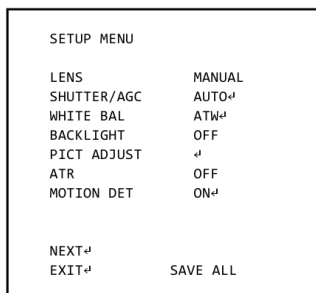 SETUP MENU
LENS MANUAL
SHUTTER/AGC AUTO↵
WHITE BAL ATW↵
BACKLIGHT OFF
PICT ADJUST ↵
ATR OFF
MOTION DET ON↵
NEXT↵
EXIT↵ SAVE ALL